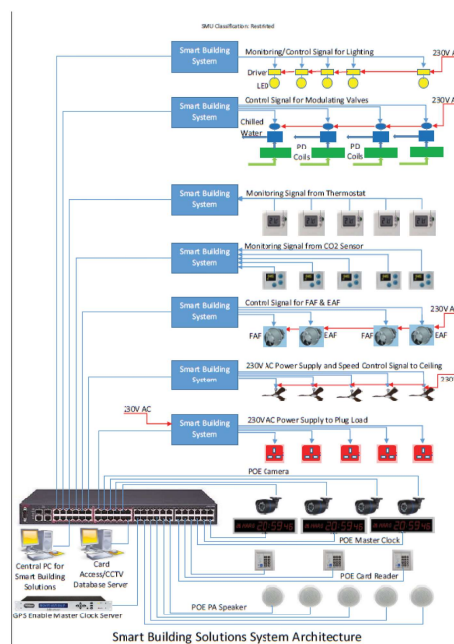 SMU Classification: Restricted
Smart Building
System
Monitoring/Control Signal for Lighting
230V A
Driver
LED
Smart Building
System
Control Signal for Modulating Valves
230V A
Chilled
Water
PD
Coils
PD
Coils
Smart Building
System
Monitoring Signal from Thermostat
Smart Building
System
Monitoring Signal from CO2 Sensor
Smart Building
System
Control Signal for FAF & EAF
230V A
FAF
EAF
FAF
EAF
Smart Building
System
230V AC Power Supply and Speed Control Signal to Ceiling
230
230V AC
Smart Building
System
230V AC Power Supply to Plug Load
POE Camera
20:59 46
20:59 46
20:59 46
POE Master Clock
Central PC for
Smart Building
Solutions
Card
Access/CCTV
Database Server
POE Card Reader
GPS Enable Master Clock Server
POE PA Speaker
Smart Building Solutions System Architecture